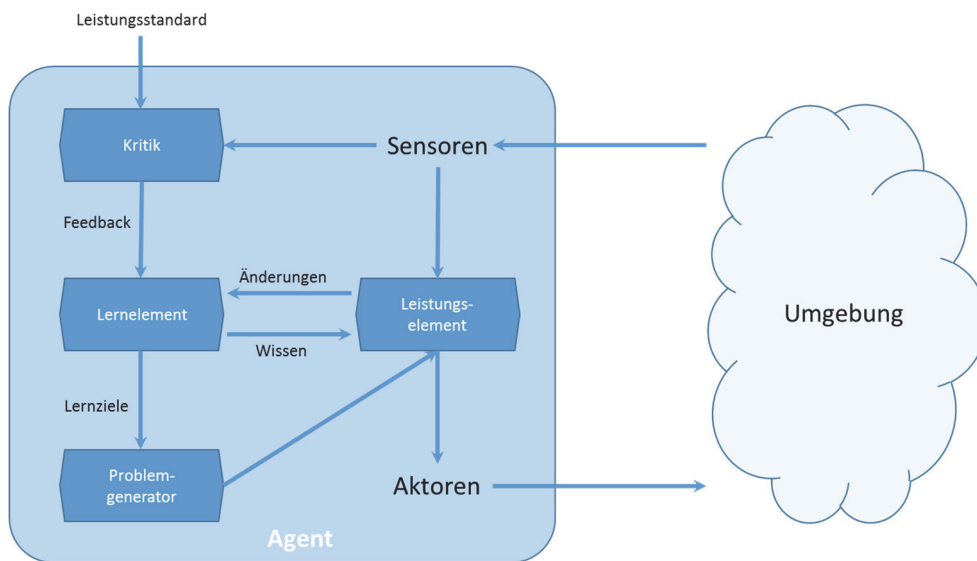 Leistungsstandard
Kritik
Sensoren
Feedback
Änderungen
Lernelement
Leistungs-
element
Wissen
Umgebung
Lernziele
Problem-
generator
Aktoren
Agent